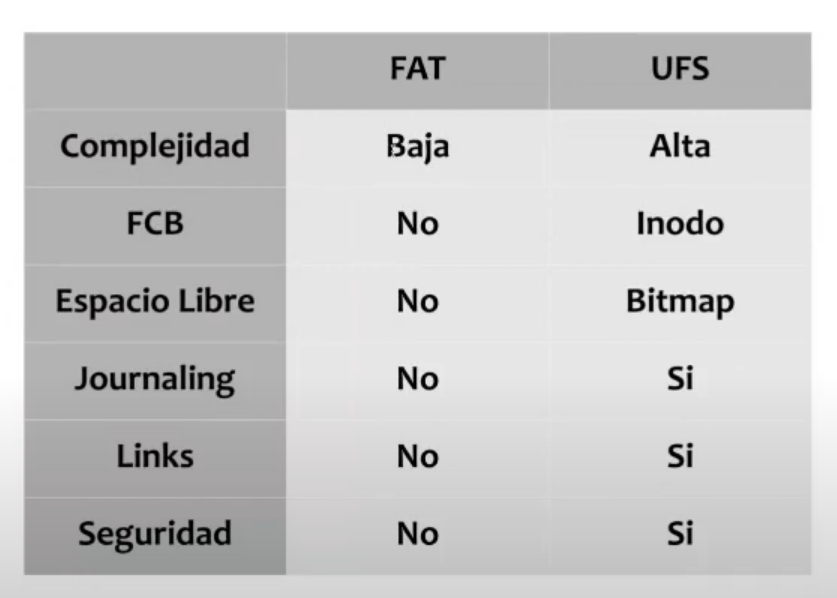 FAT UFS
Complejidad Baja Alta
FCB No Inodo
Espacio Libre No Bitmap
Journaling No Si
Links No Si
Seguridad No Si